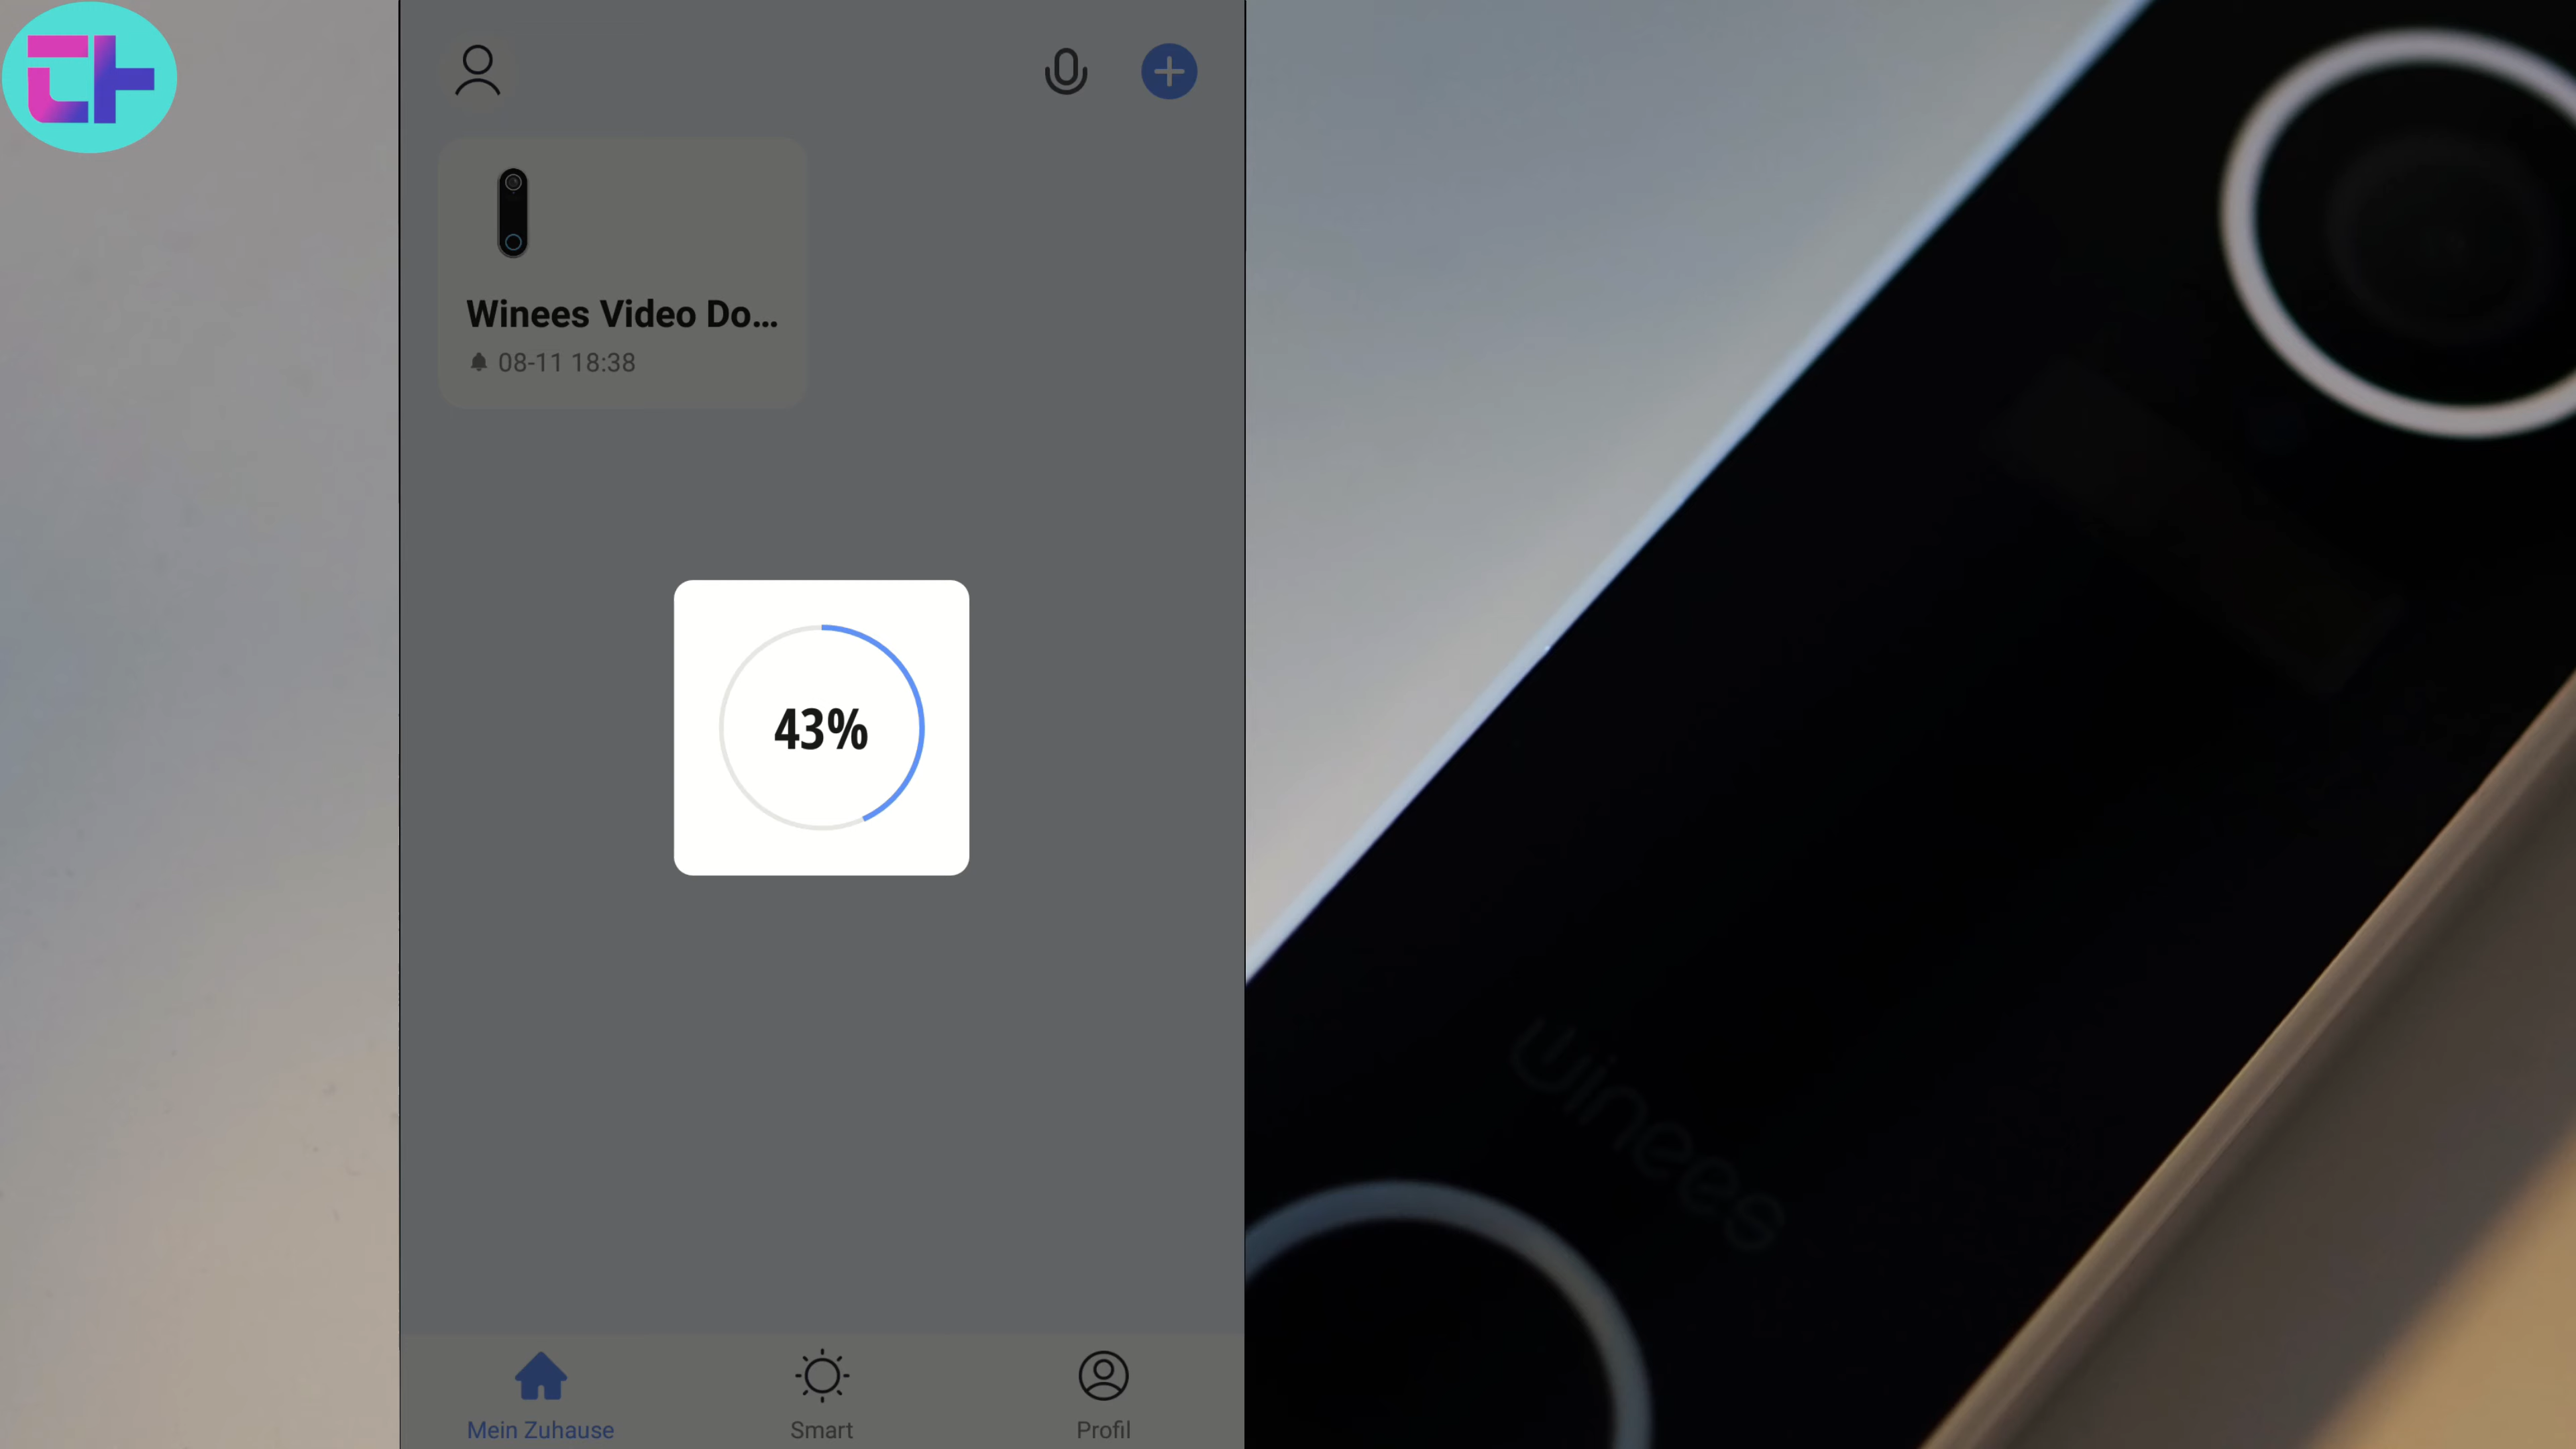 Winees Video Do...
08-11 18:38
43%
Mein Zuhause
Smart
Profil
winees